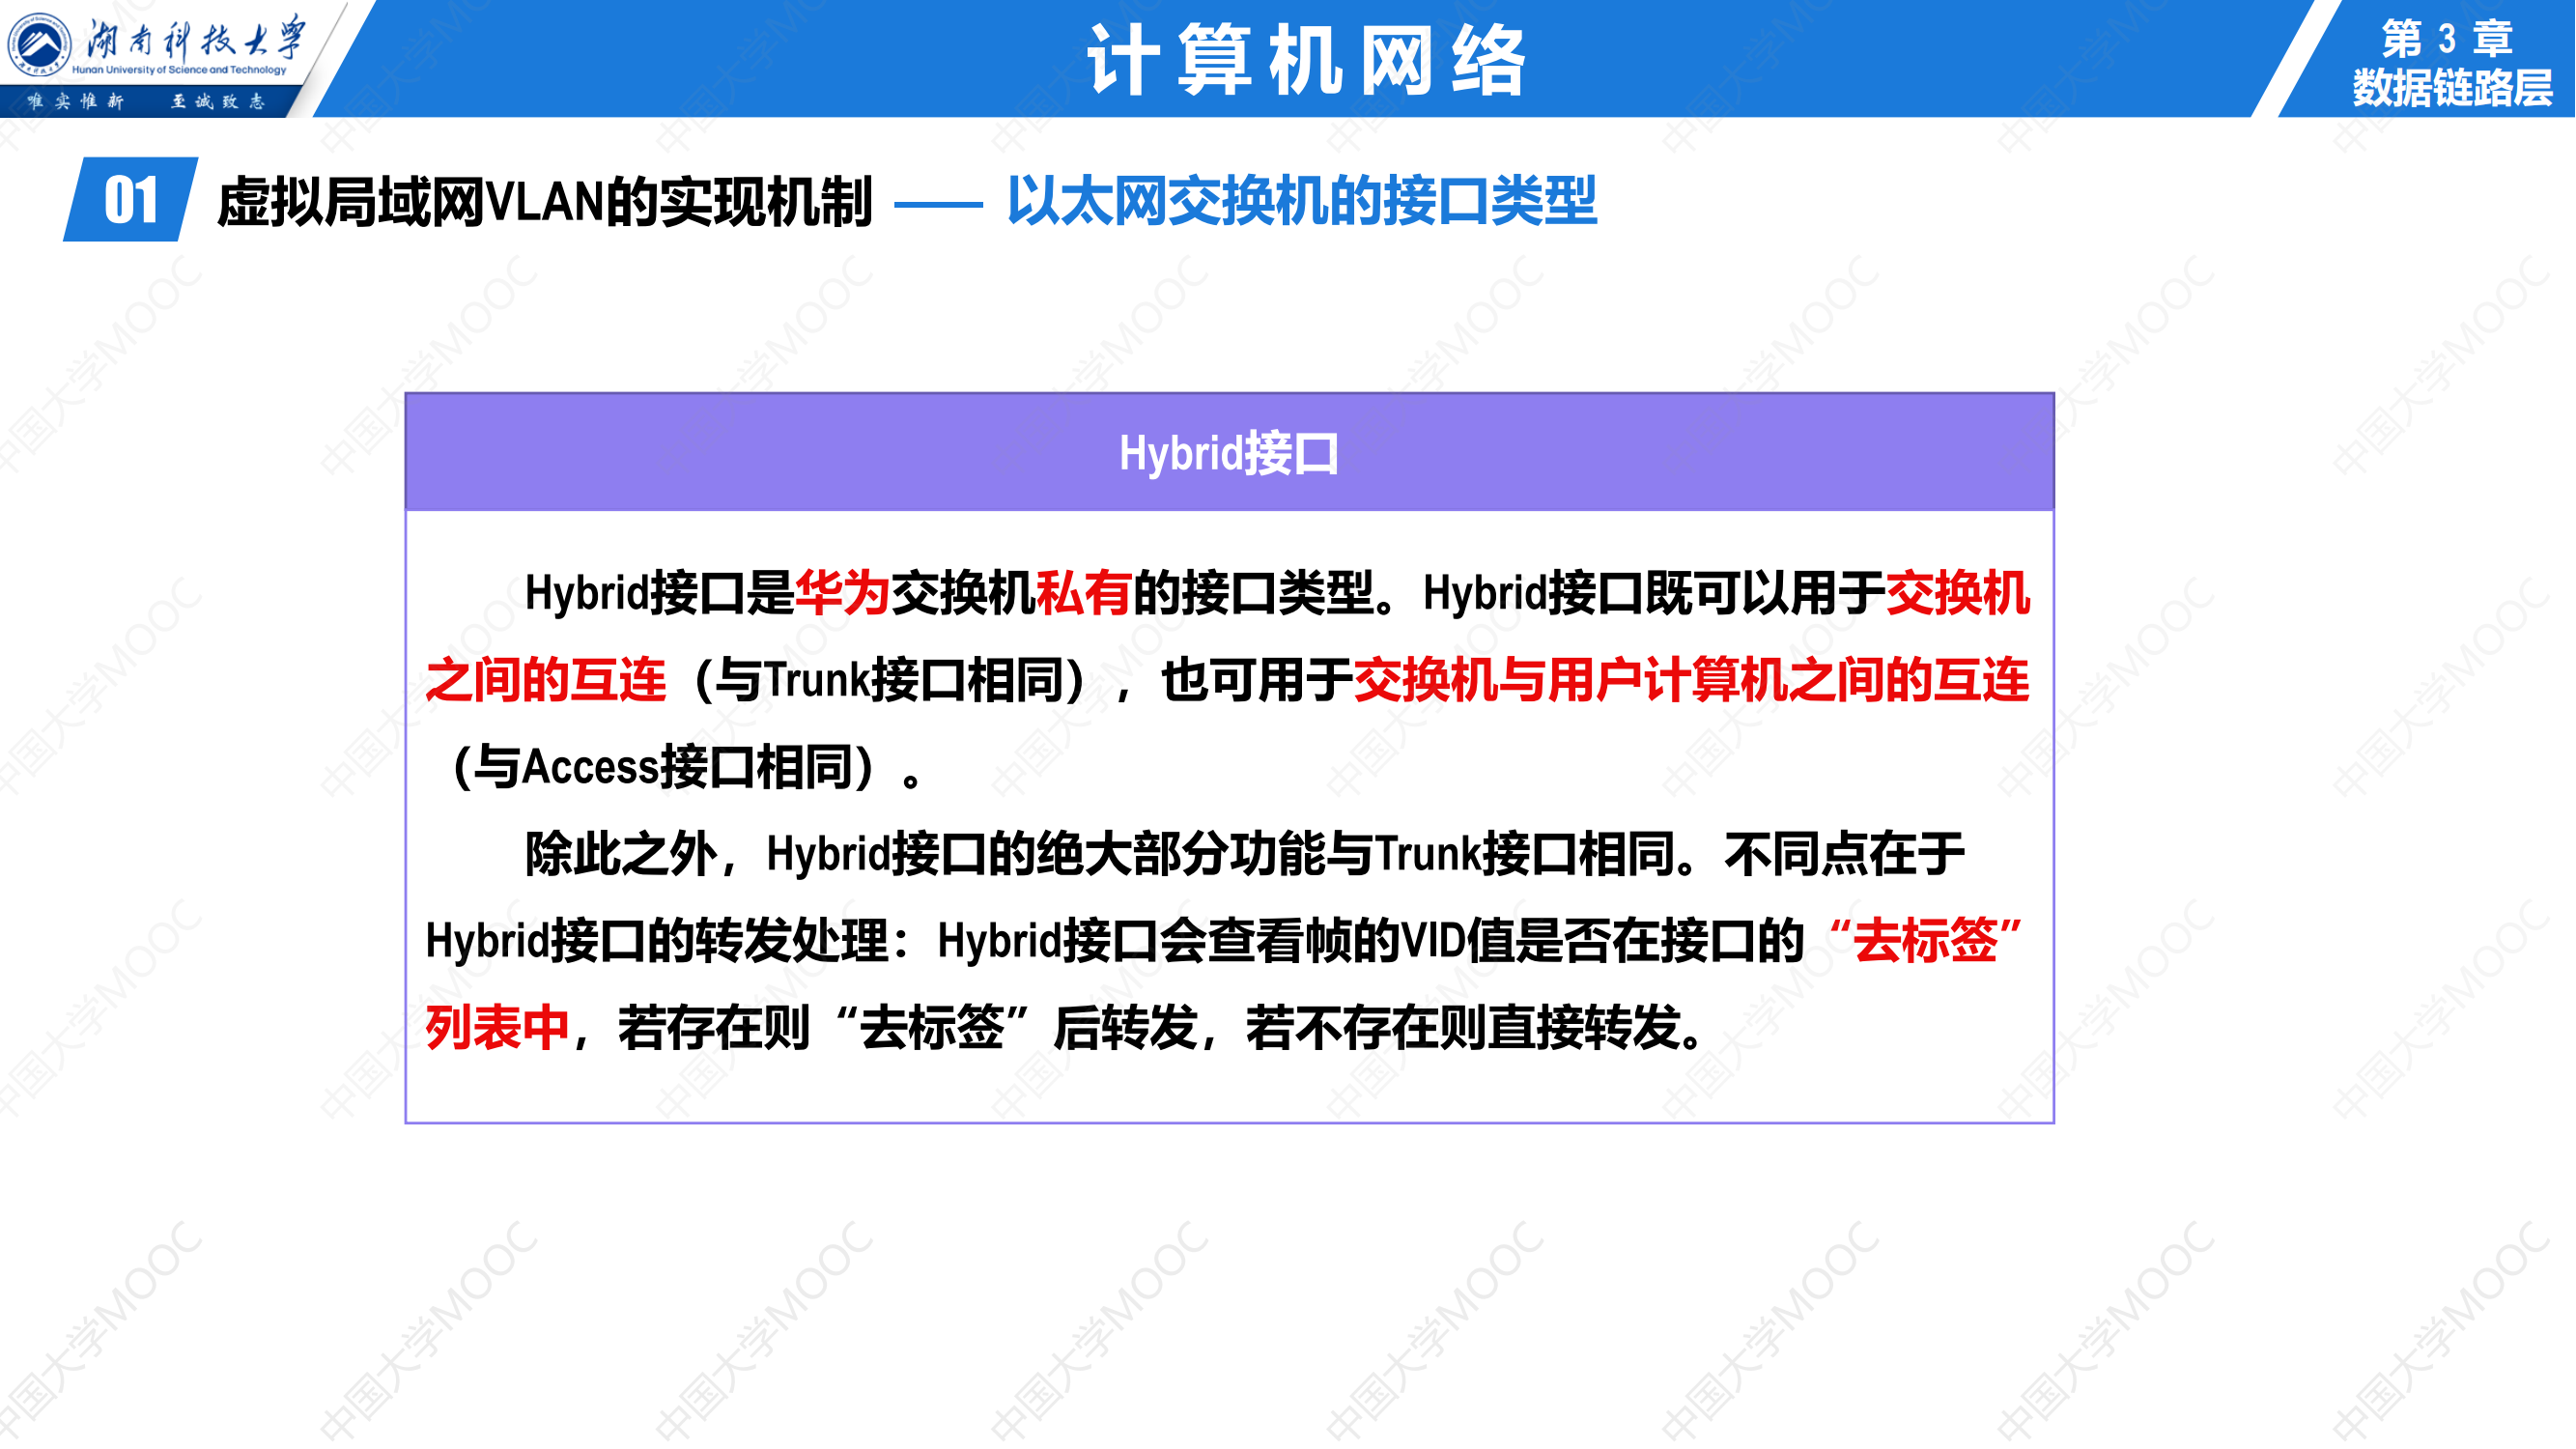 湖南科技大学
Hunan University of Science and Technology
唯实惟新 至诚致志
计算机网络
第 3 章
数据链路层
01 虚拟局域网VLAN的实现机制 —— 以太网交换机的接口类型
Hybrid接口
Hybrid接口是华为交换机私有的接口类型。Hybrid接口既可以用于交换机
之间的互连（与Trunk接口相同），也可用于交换机与用户计算机之间的互连
（与Access接口相同）。
除此之外，Hybrid接口的绝大部分功能与Trunk接口相同。不同点在于
Hybrid接口的转发处理：Hybrid接口会查看帧的VID值是否在接口的“去标签”
列表中，若存在则“去标签”后转发，若不存在则直接转发。
中国大学MOOC